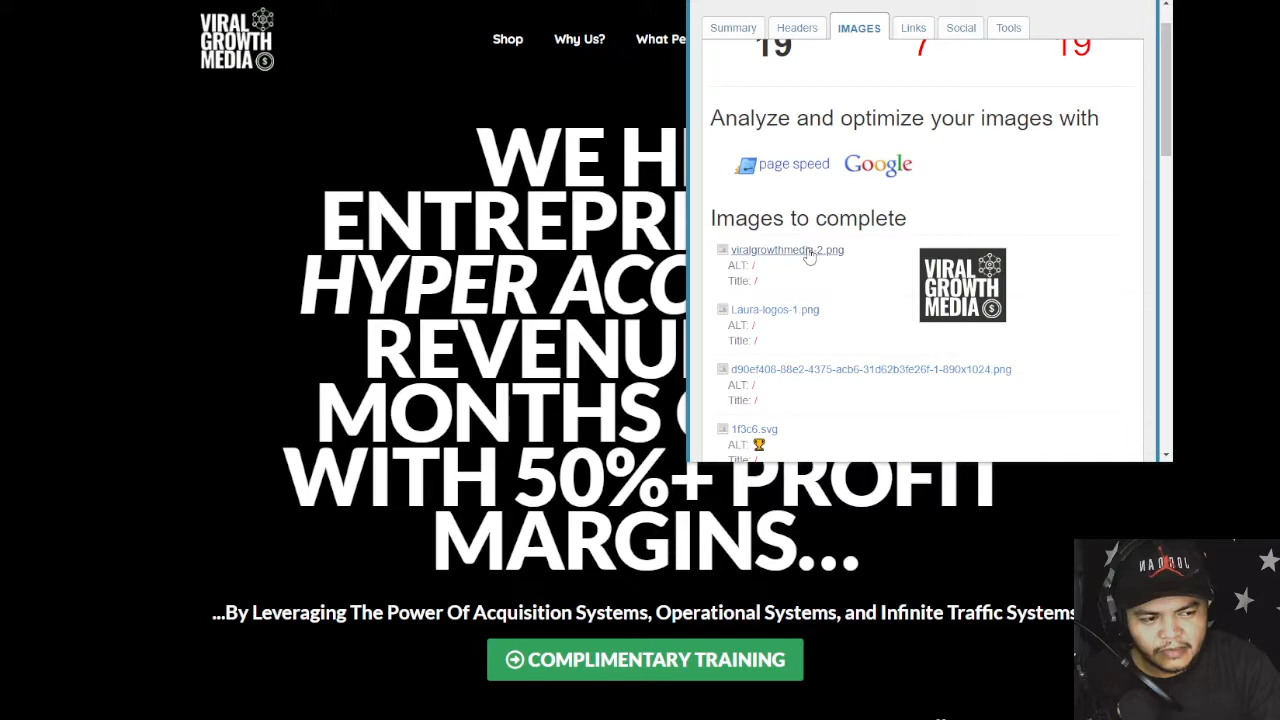 VIRAL
GROWTH
MEDIA
Shop
Why Us?
What Pe
WE H
ENTREPR
HYPER ACC
REVENU
MONTHS
WITH 50%+ PROFIT
MARGINS...
...By Leveraging The Power Of Acquisition Systems, Operational Systems, and Infinite Traffic Systems
COMPLIMENTARY TRAINING
Summary
Headers
IMAGES
Links
Social
Tools
19
7
19
Analyze and optimize your images with
page speed
Google
Images to complete
viralgrowthmedia-2.png
ALT: /
Title: /
VIRAL
GROWTH
MEDIA
Laura-logos-1.png
ALT: /
Title: /
d90ef408-88e2-4375-acb6-31d62b3fe26f-1-890x1024.png
ALT: /
Title: /
1f3c6.svg
ALT: 🏆
Title: /